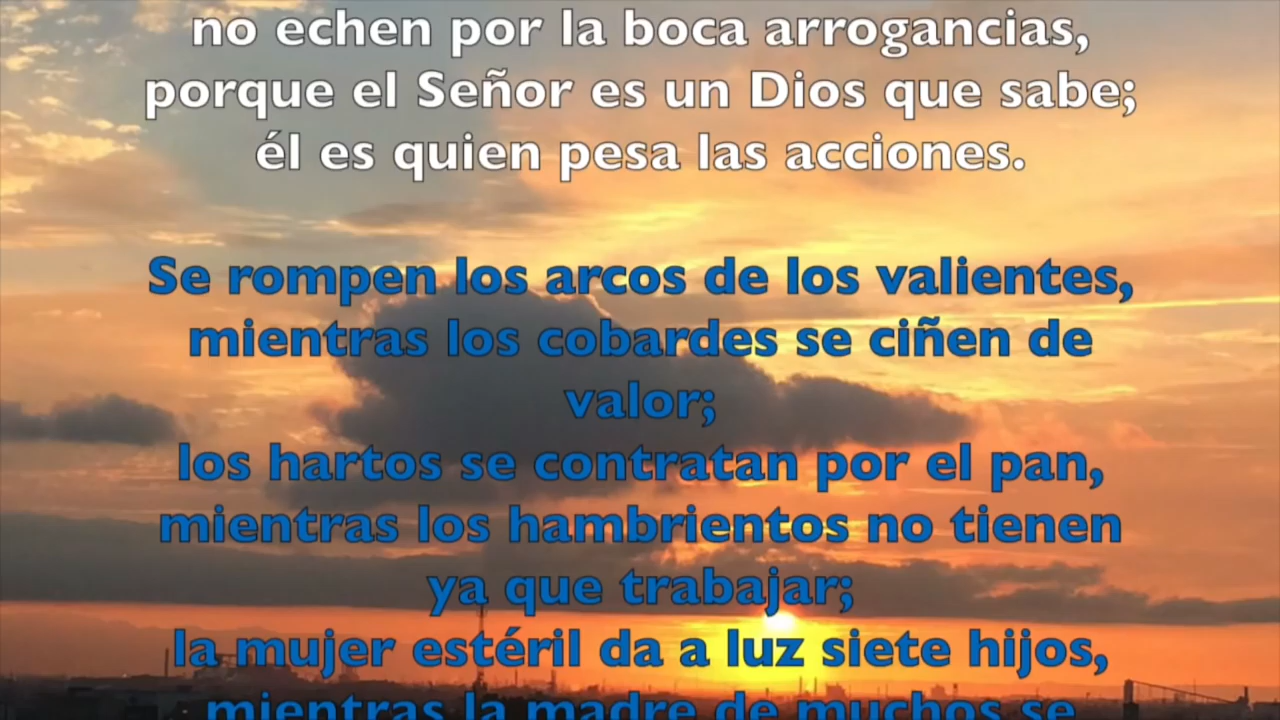 no echen por la boca arrogancias,
porque el Señor es un Dios que sabe;
él es quien pesa las acciones.
Se rompen los arcos de los valientes,
mientras los cobardes se ciñen de
valor;
los hartos se contratan por el pan,
mientras los hambrientos no tienen
ya que trabajar;
la mujer estéril da a luz siete hijos,
mientras la madre de muchos se